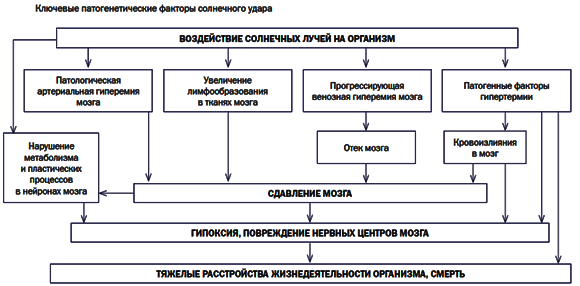 Ключевые патогенетические факторы солнечного удара
ВОЗДЕЙСТВИЕ СОЛНЕЧНЫХ ЛУЧЕЙ НА ОРГАНИЗМ
Патологическая
артериальная гиперемия
мозга
Увеличение
лимфообразования
в тканях мозга
Прогрессирующая
венозная гиперемия мозга
Патогенные факторы
гипертермии
Нарушение
метаболизма
и пластических
процессов
в нейронах мозга
Отек мозга
Кровоизлияния
в мозг
СДАВЛЕНИЕ МОЗГА
ГИПОКСИЯ, ПОВРЕЖДЕНИЕ НЕРВНЫХ ЦЕНТРОВ МОЗГА
ТЯЖЕЛЫЕ РАССТРОЙСТВА ЖИЗНЕДЕЯТЕЛЬНОСТИ ОРГАНИЗМА, СМЕРТЬ